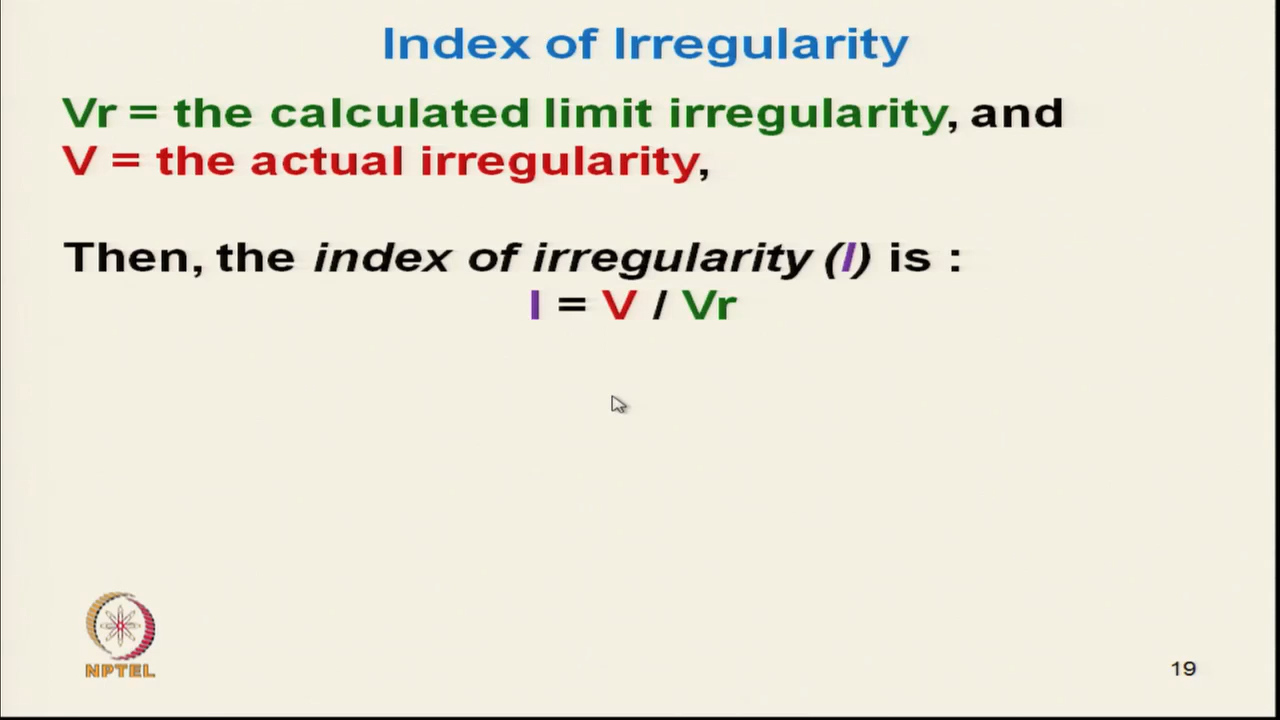 Index of Irregularity
Vr = the calculated limit irregularity, and
V = the actual irregularity,
Then, the index of irregularity (I) is :
I = V / Vr
NPTEL
19